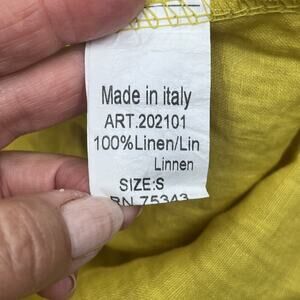 Made in italy
ART.202101
100%Linen/Lin
Linnen
SIZE:S
RN 75343